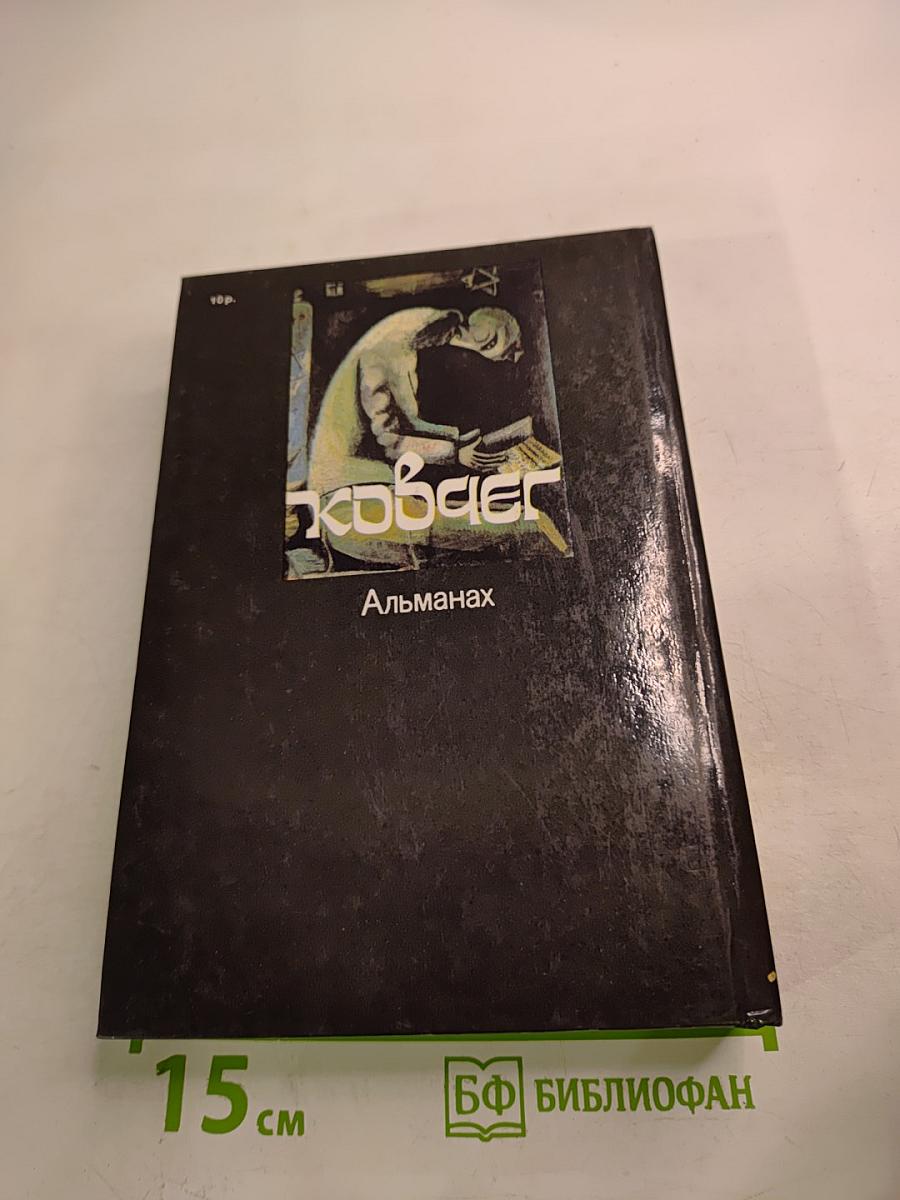 10р.
КОВЧЕГ
Альманах
15 см
БФ БИБЛИОФАН